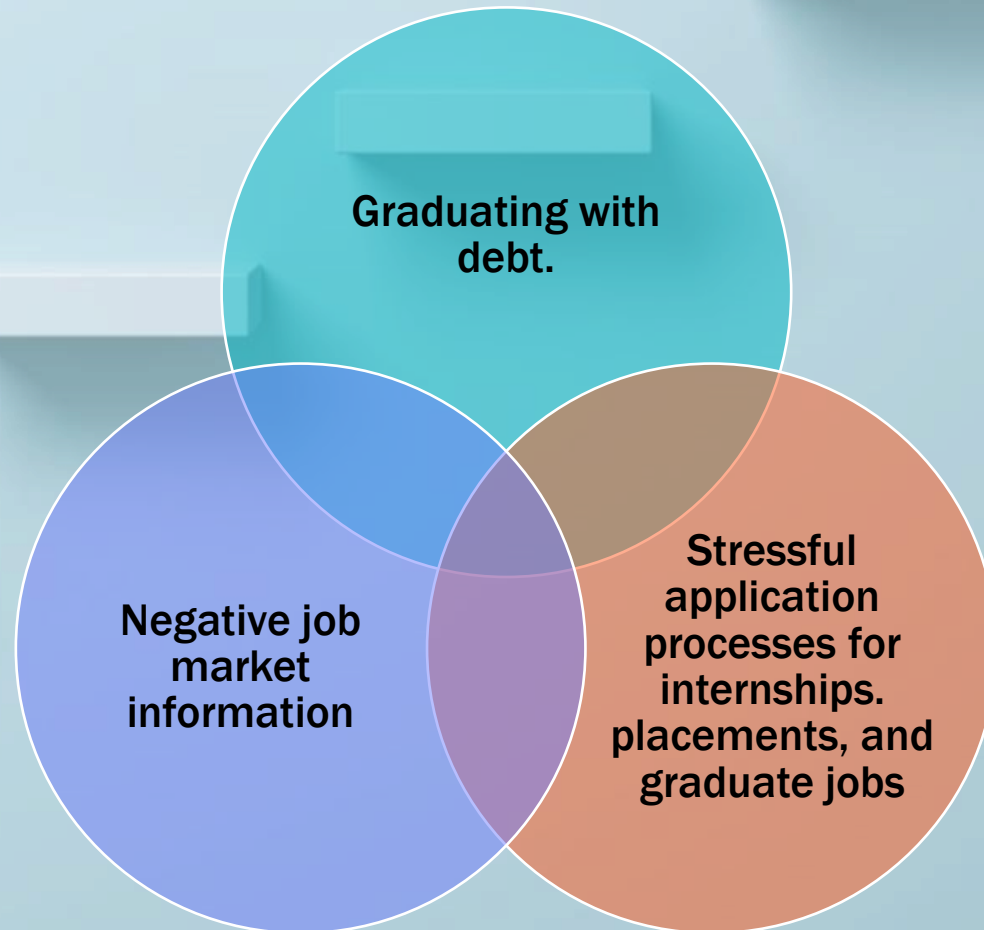 Graduating with
debt.
Negative job
market
information
Stressful
application
processes for
internships.
placements, and
graduate jobs